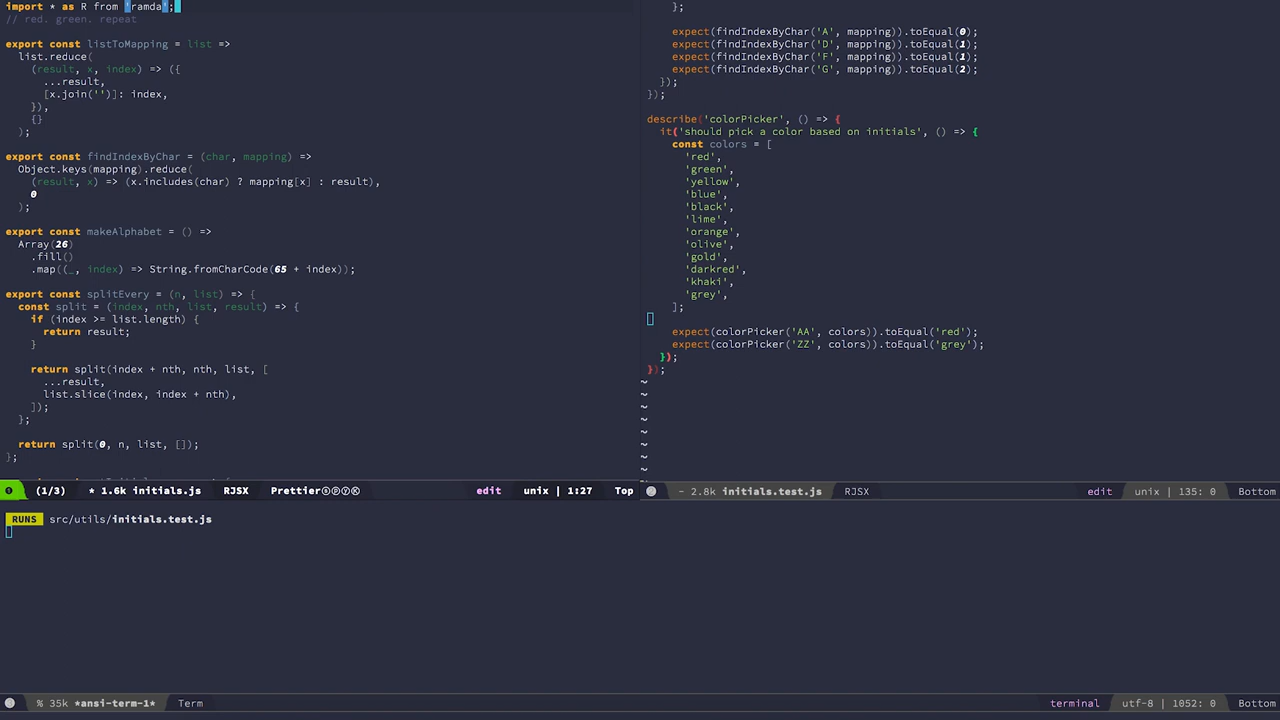 import * as R from 'ramda';
// red. green. repeat
export const listToMapping = list =>
  list.reduce(
    (result, x, index) => ({
      ...result,
      [x.join('')]: index,
    }),
    {}
  );
export const findIndexByChar = (char, mapping) =>
  Object.keys(mapping).reduce(
    (result, x) => (x.includes(char) ? mapping[x] : result),
    0
  );
export const makeAlphabet = () =>
  Array(26)
    .fill()
    .map((_, index) => String.fromCharCode(65 + index));
export const splitEvery = (n, list) => {
  const split = (index, nth, list, result) => {
    if (index >= list.length) {
      return result;
    }
    return split(index + nth, nth, list, [
      ...result,
      list.slice(index, index + nth),
    ]);
  };
  return split(0, n, list, []);
};
(1/3) * 1.6k initials.js RJSX Prettier edit unix | 1:27 Top
    };
    expect(findIndexByChar('A', mapping)).toEqual(0);
    expect(findIndexByChar('D', mapping)).toEqual(1);
    expect(findIndexByChar('F', mapping)).toEqual(1);
    expect(findIndexByChar('G', mapping)).toEqual(2);
  });
});
describe('colorPicker', () => {
  it('should pick a color based on initials', () => {
    const colors = [
      'red',
      'green',
      'yellow',
      'blue',
      'black',
      'lime',
      'orange',
      'olive',
      'gold',
      'darkred',
      'khaki',
      'grey',
    ];
    expect(colorPicker('AA', colors)).toEqual('red');
    expect(colorPicker('ZZ', colors)).toEqual('grey');
  });
});
~
~
~
~
~
~
~
~
- 2.8k initials.test.js RJSX edit unix | 135: 0 Bottom
RUNS src/utils/initials.test.js
% 35k *ansi-term-1* Term terminal utf-8 | 1052: 0 Bottom